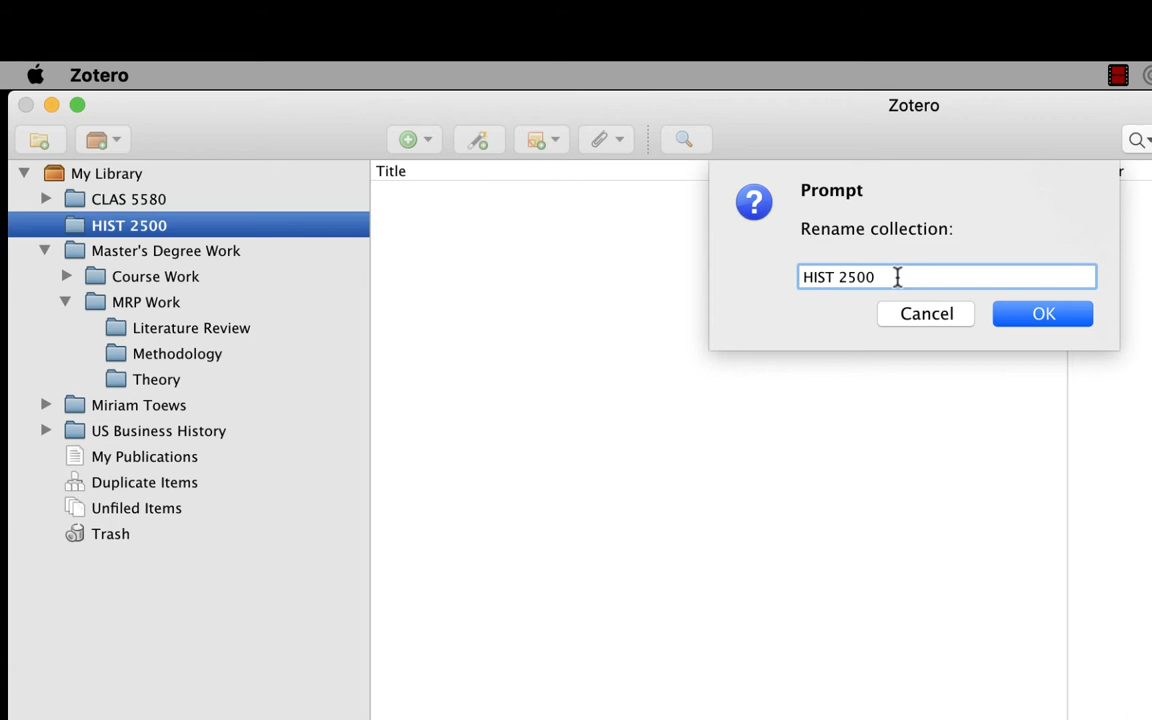 Zotero
Zotero
My Library
CLAS 5580
HIST 2500
Master's Degree Work
Course Work
MRP Work
Literature Review
Methodology
Theory
Miriam Toews
US Business History
My Publications
Duplicate Items
Unfiled Items
Trash
Title
r
Prompt
Rename collection:
HIST 2500
Cancel
OK